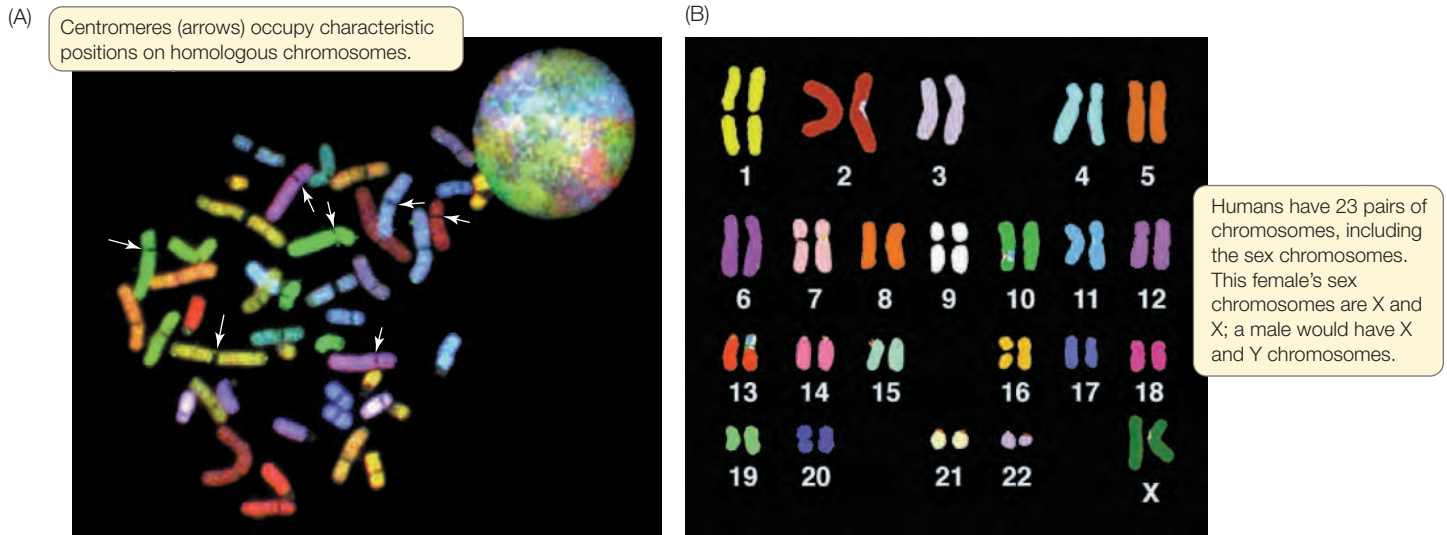 (A)
Centromeres (arrows) occupy characteristic
positions on homologous chromosomes.
(B)
1 2 3 4 5
6 7 8 9 10 11 12
13 14 15 16 17 18
19 20 21 22 X
Humans have 23 pairs of
chromosomes, including
the sex chromosomes.
This female’s sex
chromosomes are X and
X; a male would have X
and Y chromosomes.